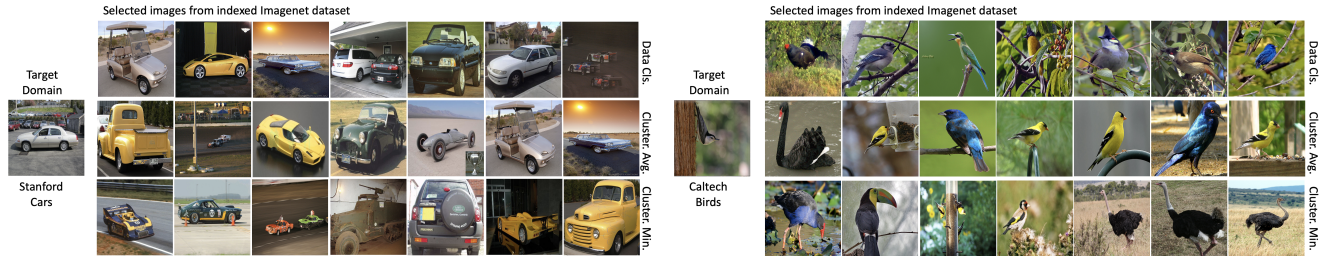 Selected images from indexed Imagenet dataset
Target
Domain
Stanford
Cars
Data Cls.
Cluster. Avg.
Cluster. Min.
Selected images from indexed Imagenet dataset
Target
Domain
Caltech
Birds
Data Cls.
Cluster. Avg.
Cluster. Min.